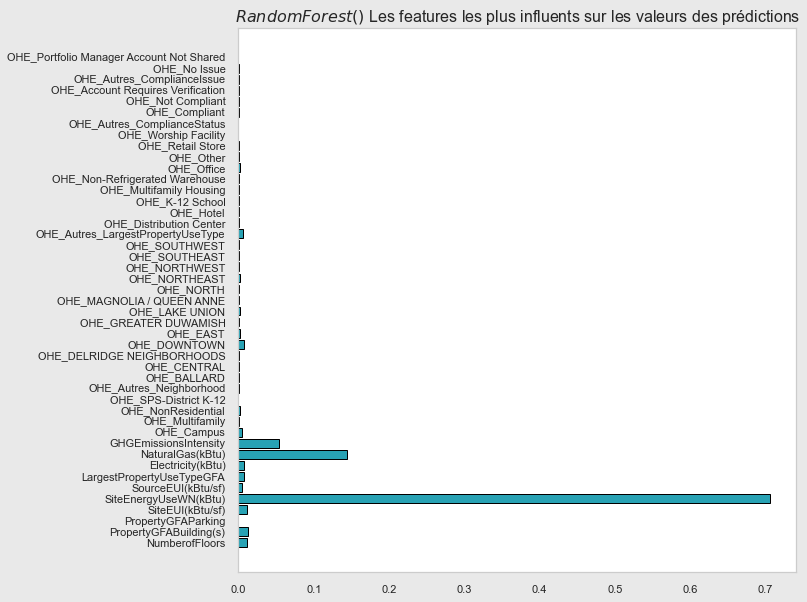 RandomForest() Les features les plus influents sur les valeurs des prédictions
OHE_Portfolio Manager Account Not Shared
OHE_No Issue
OHE_Autres_ComplianceIssue
OHE_Account Requires Verification
OHE_Not Compliant
OHE_Compliant
OHE_Autres_ComplianceStatus
OHE_Worship Facility
OHE_Retail Store
OHE_Other
OHE_Office
OHE_Non-Refrigerated Warehouse
OHE_Multifamily Housing
OHE_K-12 School
OHE_Hotel
OHE_Distribution Center
OHE_Autres_LargestPropertyUseType
OHE_SOUTHWEST
OHE_SOUTHEAST
OHE_NORTHWEST
OHE_NORTHEAST
OHE_NORTH
OHE_MAGNOLIA / QUEEN ANNE
OHE_LAKE UNION
OHE_GREATER DUWAMISH
OHE_EAST
OHE_DOWNTOWN
OHE_DELRIDGE NEIGHBORHOODS
OHE_CENTRAL
OHE_BALLARD
OHE_Autres_Neighborhood
OHE_SPS-District K-12
OHE_NonResidential
OHE_Multifamily
OHE_Campus
GHGEmissionsIntensity
NaturalGas(kBtu)
Electricity(kBtu)
LargestPropertyUseTypeGFA
SourceEUI(kBtu/sf)
SiteEnergyUseWN(kBtu)
SiteEUI(kBtu/sf)
PropertyGFAParking
PropertyGFABuilding(s)
NumberofFloors
0.0 0.1 0.2 0.3 0.4 0.5 0.6 0.7